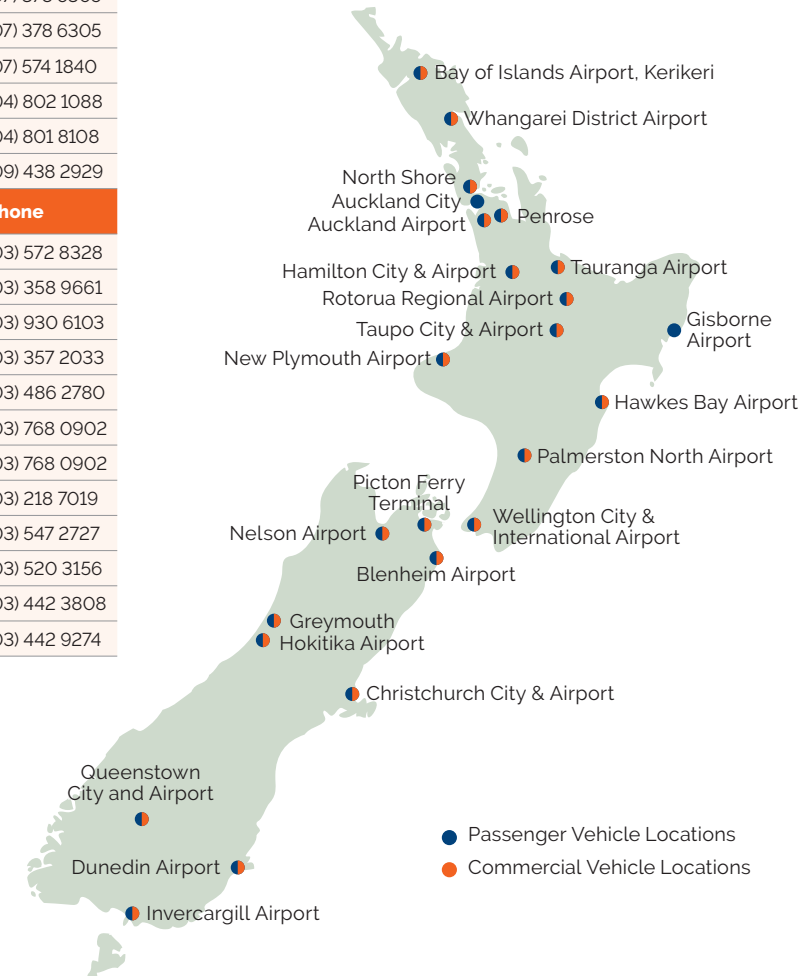 07) 378 6305
07) 574 1840
04) 802 1088
04) 801 8108
09) 438 2929
hone
03) 572 8328
03) 358 9661
03) 930 6103
03) 357 2033
03) 486 2780
03) 768 0902
03) 768 0902
03) 218 7019
03) 547 2727
03) 520 3156
03) 442 3808
03) 442 9274
Bay of Islands Airport, Kerikeri
Whangarei District Airport
North Shore
Auckland City
Auckland Airport
Penrose
Hamilton City & Airport
Tauranga Airport
Rotorua Regional Airport
Taupo City & Airport
Gisborne
Airport
New Plymouth Airport
Hawkes Bay Airport
Palmerston North Airport
Picton Ferry
Terminal
Wellington City &
International Airport
Nelson Airport
Blenheim Airport
Greymouth
Hokitika Airport
Christchurch City & Airport
Queenstown
City and Airport
Passenger Vehicle Locations
Commercial Vehicle Locations
Dunedin Airport
Invercargill Airport